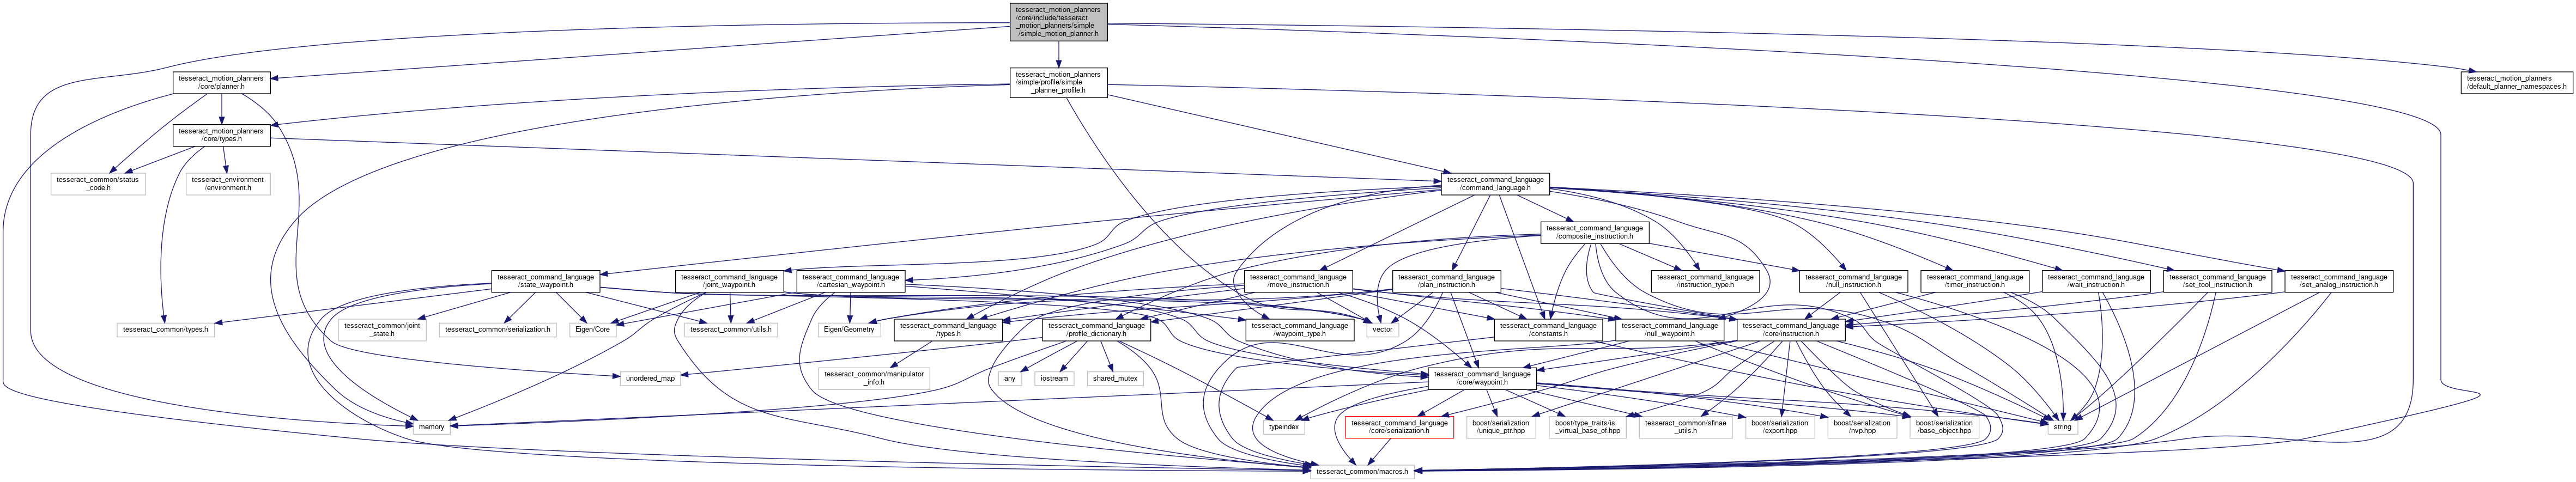 tesseract_motion_planners
/core/include/tesseract
_motion_planners/simple
/simple_motion_planner.h
tesseract_motion_planners
/core/planner.h
tesseract_motion_planners
/simple/profile/simple
_planner_profile.h
tesseract_motion_planners
/default_planner_namespaces.h
tesseract_motion_planners
/core/types.h
tesseract_common/status
_code.h
tesseract_environment
/environment.h
tesseract_command_language
/command_language.h
tesseract_command_language
/composite_instruction.h
tesseract_command_language
/state_waypoint.h
tesseract_command_language
/joint_waypoint.h
tesseract_command_language
/cartesian_waypoint.h
tesseract_command_language
/move_instruction.h
tesseract_command_language
/plan_instruction.h
tesseract_command_language
/instruction_type.h
tesseract_command_language
/null_instruction.h
tesseract_command_language
/timer_instruction.h
tesseract_command_language
/wait_instruction.h
tesseract_command_language
/set_tool_instruction.h
tesseract_command_language
/set_analog_instruction.h
tesseract_common/types.h
tesseract_common/joint
_state.h
tesseract_common/serialization.h
Eigen/Core
tesseract_common/utils.h
Eigen/Geometry
tesseract_command_language
/types.h
tesseract_command_language
/profile_dictionary.h
tesseract_command_language
/waypoint_type.h
vector
tesseract_command_language
/constants.h
tesseract_command_language
/null_waypoint.h
tesseract_command_language
/core/instruction.h
unordered_map
tesseract_common/manipulator
_info.h
any
iostream
shared_mutex
tesseract_command_language
/core/waypoint.h
memory
typeindex
tesseract_command_language
/core/serialization.h
boost/serialization
/unique_ptr.hpp
boost/type_traits/is
_virtual_base_of.hpp
tesseract_common/sfinae
_utils.h
boost/serialization
/export.hpp
boost/serialization
/nvp.hpp
boost/serialization
/base_object.hpp
string
tesseract_common/macros.h